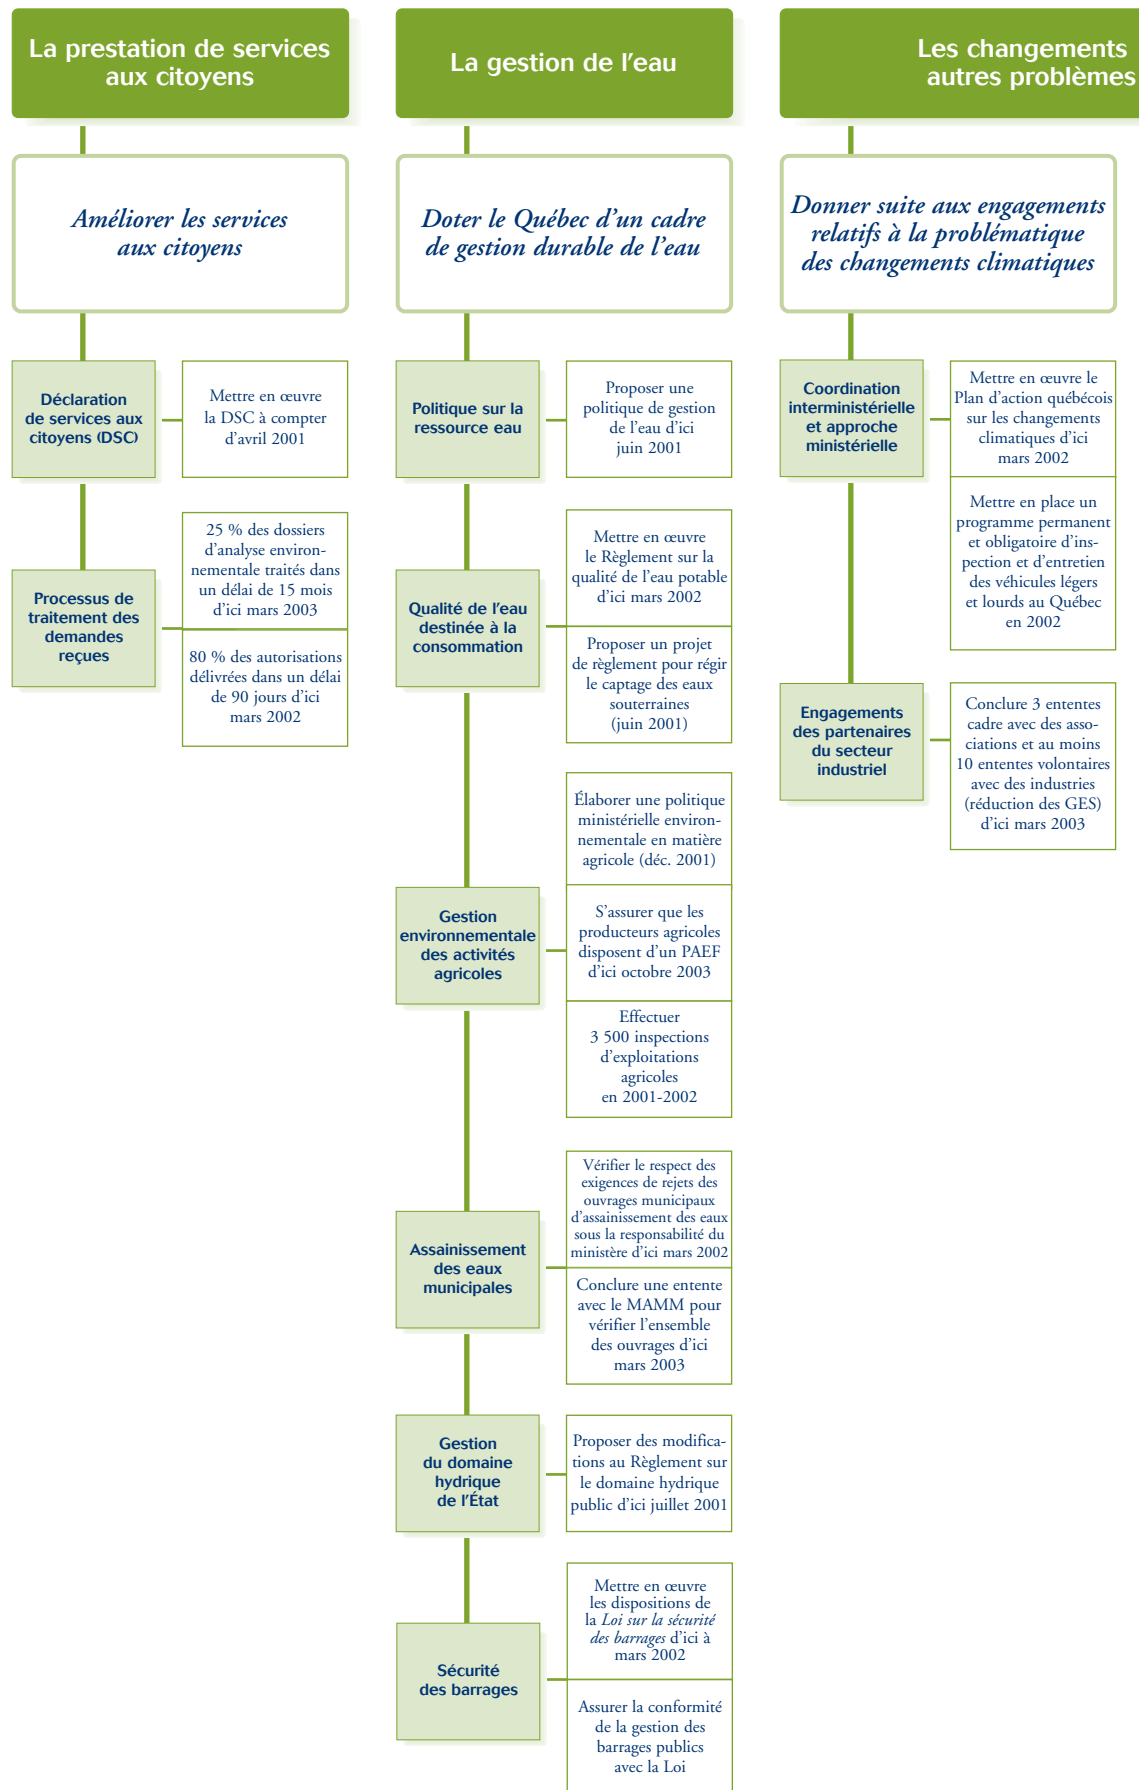 La prestation de services
aux citoyens
Améliorer les services
aux citoyens
Déclaration
de services aux
citoyens (DSC)
Mettre en œuvre
la DSC à compter
d'avril 2001
Processus de
traitement des
demandes
reçues
25 % des dossiers
d'analyse environ-
nementale traités dans
un délai de 15 mois
d'ici mars 2003
80 % des autorisations
délivrées dans un délai
de 90 jours d'ici
mars 2002
La gestion de l'eau
Doter le Québec d'un cadre
de gestion durable de l'eau
Politique sur la
ressource eau
Proposer une
politique de gestion
de l'eau d'ici
juin 2001
Qualité de l'eau
destinée à la
consommation
Mettre en œuvre
le Règlement sur la
qualité de l'eau potable
d'ici mars 2002
Proposer un projet
de règlement pour régir
le captage des eaux
souterraines
(juin 2001)
Gestion
environnementale
des activités
agricoles
Élaborer une politique
ministérielle environ-
nementale en matière
agricole (déc. 2001)
S'assurer que les
producteurs agricoles
disposent d'un PAEF
d'ici octobre 2003
Effectuer
3 500 inspections
d'exploitations
agricoles
en 2001-2002
Assainissement
des eaux
municipales
Vérifier le respect des
exigences de rejets des
ouvrages municipaux
d'assainissement des eaux
sous la responsabilité du
ministère d'ici mars 2002
Conclure une entente
avec le MAMM pour
vérifier l'ensemble
des ouvrages d'ici
mars 2003
Gestion
du domaine
hydrique
de l'État
Proposer des modifica-
tions au Règlement sur
le domaine hydrique
public d'ici juillet 2001
Sécurité
des barrages
Mettre en œuvre
les dispositions de
la Loi sur la sécurité
des barrages d'ici à
mars 2002
Assurer la conformité
de la gestion des
barrages publics
avec la Loi
Les changements
autres problèmes
Donner suite aux engagements
relatifs à la problématique
des changements climatiques
Coordination
interministérielle
et approche
ministérielle
Mettre en œuvre le
Plan d'action québécois
sur les changements
climatiques d'ici
mars 2002
Mettre en place un
programme permanent
et obligatoire d'ins-
pection et d'entretien
des véhicules légers
et lourds au Québec
en 2002
Engagements
des partenaires
du secteur
industriel
Conclure 3 ententes
cadre avec des asso-
ciations et au moins
10 ententes volontaires
avec des industries
(réduction des GES)
d'ici mars 2003